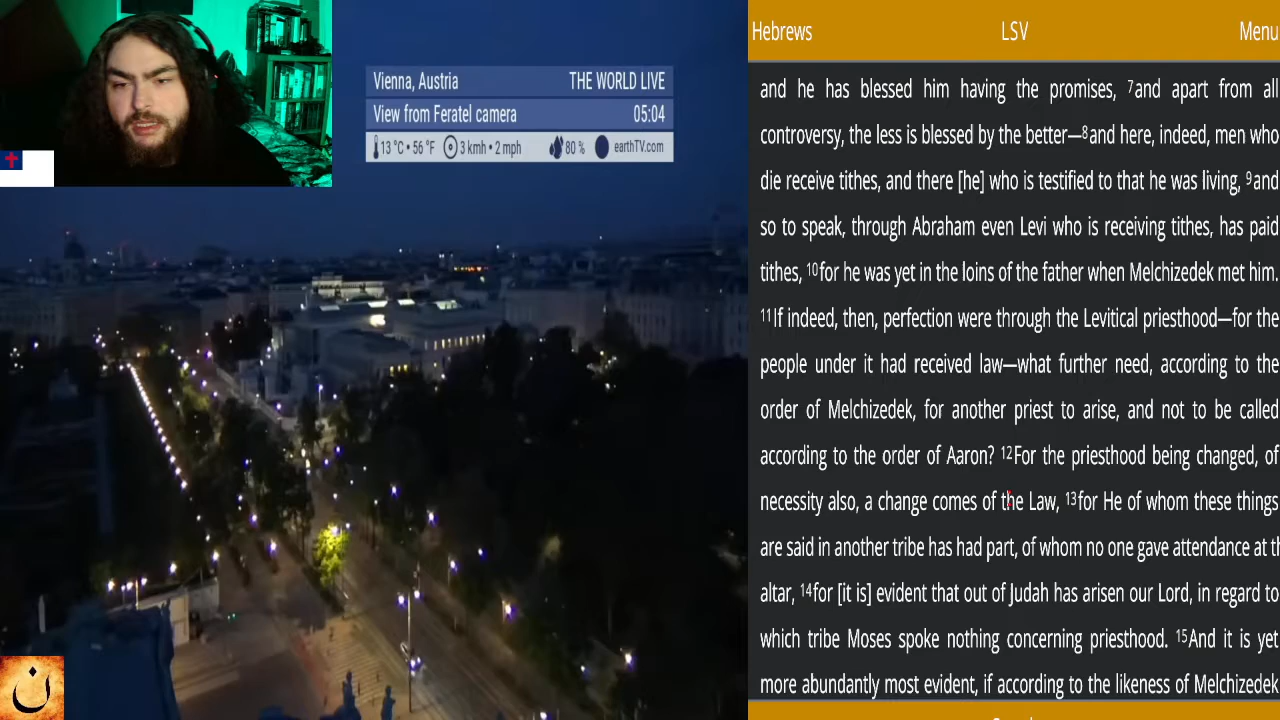 Vienna, Austria THE WORLD LIVE
View from Feratel camera 05:04
13 °C • 56 °F 3 kmh • 2 mph 80 % earthTV.com
ن
Hebrews LSV Menu
and he has blessed him having the promises, 7and apart from all
controversy, the less is blessed by the better—8and here, indeed, men who
die receive tithes, and there [he] who is testified to that he was living, 9and
so to speak, through Abraham even Levi who is receiving tithes, has paid
tithes, 10for he was yet in the loins of the father when Melchizedek met him.
11If indeed, then, perfection were through the Levitical priesthood—for the
people under it had received law—what further need, according to the
order of Melchizedek, for another priest to arise, and not to be called
according to the order of Aaron? 12For the priesthood being changed, of
necessity also, a change comes of the Law, 13for He of whom these things
are said in another tribe has had part, of whom no one gave attendance at th
altar, 14for [it is] evident that out of Judah has arisen our Lord, in regard to
which tribe Moses spoke nothing concerning priesthood. 15And it is yet
more abundantly most evident, if according to the likeness of Melchizedek